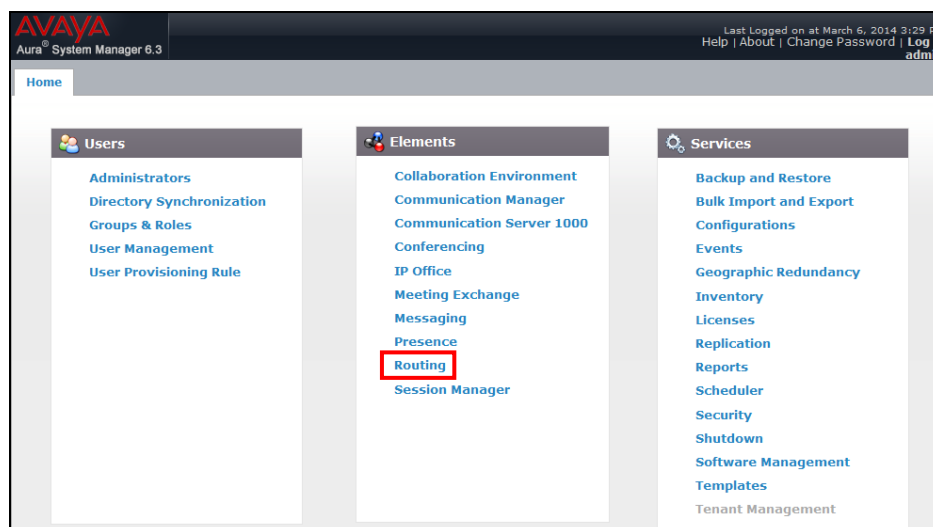 AVAYA
Aura® System Manager 6.3
Last Logged on at March 6, 2014 3:29
Help | About | Change Password | Log
Home
Users
Administrators
Directory Synchronization
Groups & Roles
User Management
User Provisioning Rule
Elements
Collaboration Environment
Communication Manager
Communication Server 1000
Conferencing
IP Office
Meeting Exchange
Messaging
Presence
Routing
Session Manager
Services
Backup and Restore
Bulk Import and Export
Configurations
Events
Geographic Redundancy
Inventory
Licenses
Replication
Reports
Scheduler
Security
Shutdown
Software Management
Templates
Tenant Management